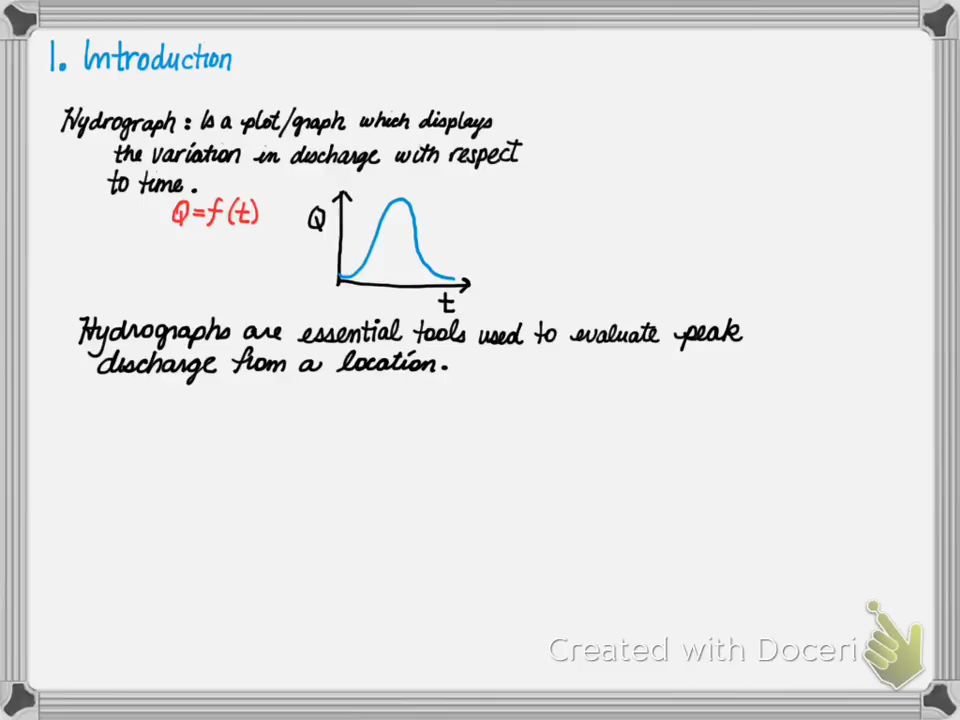 1. Introduction
Hydrograph: Is a plot/graph which displays
the variation in discharge with respect
to time.
Q=f(t)
Q
t
Hydrographs are essential tools used to evaluate peak
discharge from a location.
Created with Doceri